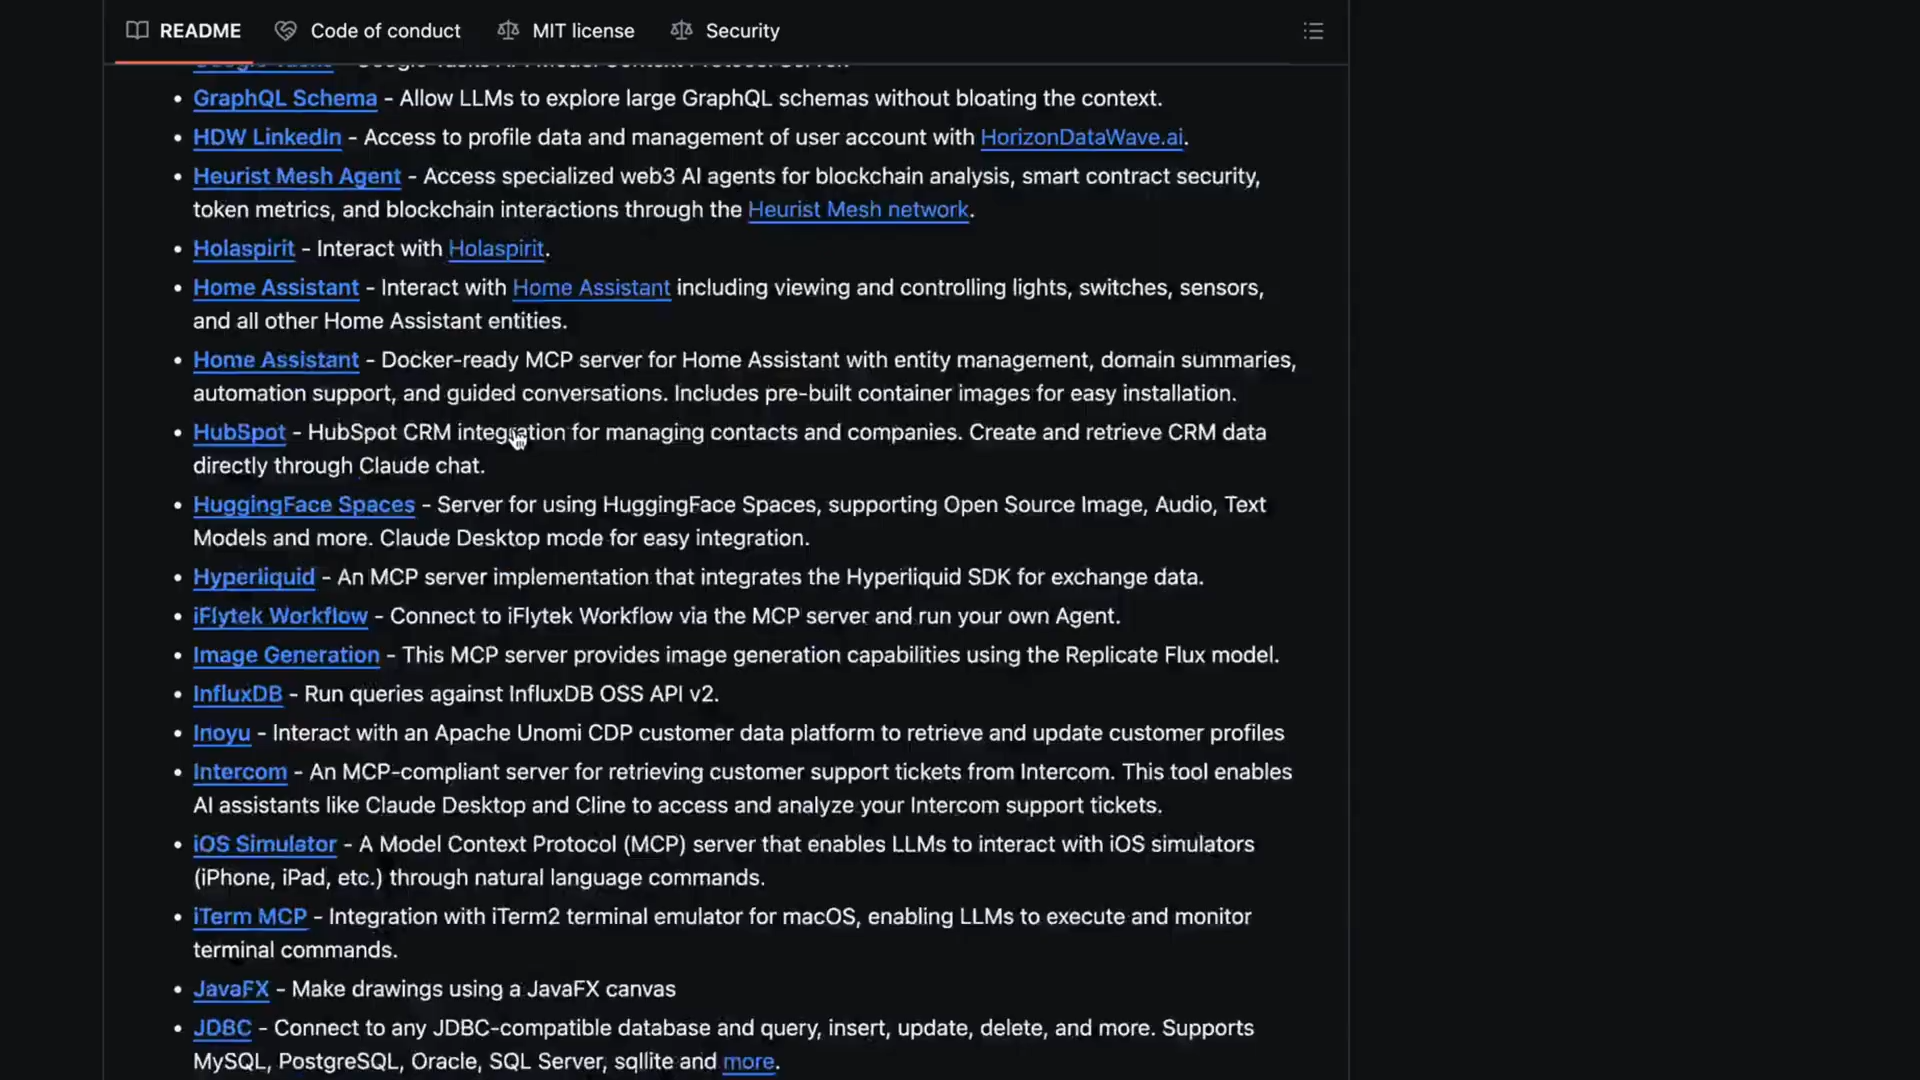 README Code of conduct MIT license Security
Google Tasks - Google Tasks API Model Context Protocol Server.
• GraphQL Schema - Allow LLMs to explore large GraphQL schemas without bloating the context.
• HDW LinkedIn - Access to profile data and management of user account with HorizonDataWave.ai.
• Heurist Mesh Agent - Access specialized web3 AI agents for blockchain analysis, smart contract security,
token metrics, and blockchain interactions through the Heurist Mesh network.
• Holaspirit - Interact with Holaspirit.
• Home Assistant - Interact with Home Assistant including viewing and controlling lights, switches, sensors,
and all other Home Assistant entities.
• Home Assistant - Docker-ready MCP server for Home Assistant with entity management, domain summaries,
automation support, and guided conversations. Includes pre-built container images for easy installation.
• HubSpot - HubSpot CRM integration for managing contacts and companies. Create and retrieve CRM data
directly through Claude chat.
• HuggingFace Spaces - Server for using HuggingFace Spaces, supporting Open Source Image, Audio, Text
Models and more. Claude Desktop mode for easy integration.
• Hyperliquid - An MCP server implementation that integrates the Hyperliquid SDK for exchange data.
• iFlytek Workflow - Connect to iFlytek Workflow via the MCP server and run your own Agent.
• Image Generation - This MCP server provides image generation capabilities using the Replicate Flux model.
• InfluxDB - Run queries against InfluxDB OSS API v2.
• Inoyu - Interact with an Apache Unomi CDP customer data platform to retrieve and update customer profiles
• Intercom - An MCP-compliant server for retrieving customer support tickets from Intercom. This tool enables
AI assistants like Claude Desktop and Cline to access and analyze your Intercom support tickets.
• iOS Simulator - A Model Context Protocol (MCP) server that enables LLMs to interact with iOS simulators
(iPhone, iPad, etc.) through natural language commands.
• iTerm MCP - Integration with iTerm2 terminal emulator for macOS, enabling LLMs to execute and monitor
terminal commands.
• JavaFX - Make drawings using a JavaFX canvas
• JDBC - Connect to any JDBC-compatible database and query, insert, update, delete, and more. Supports
MySQL, PostgreSQL, Oracle, SQL Server, sqllite and more.